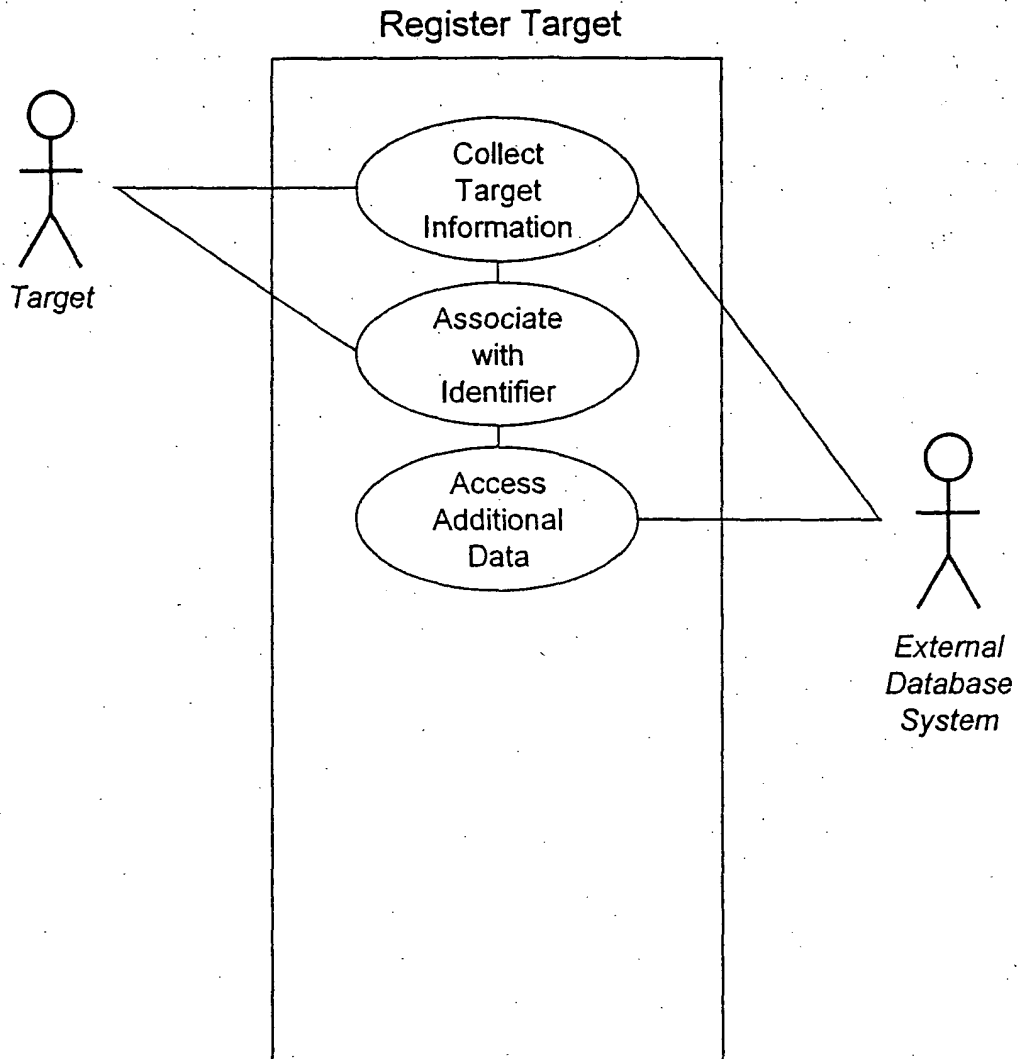 Register Target
Collect
Target
Information
Target
Associate
with
Identifier
Access
Additional
Data
External
Database
System